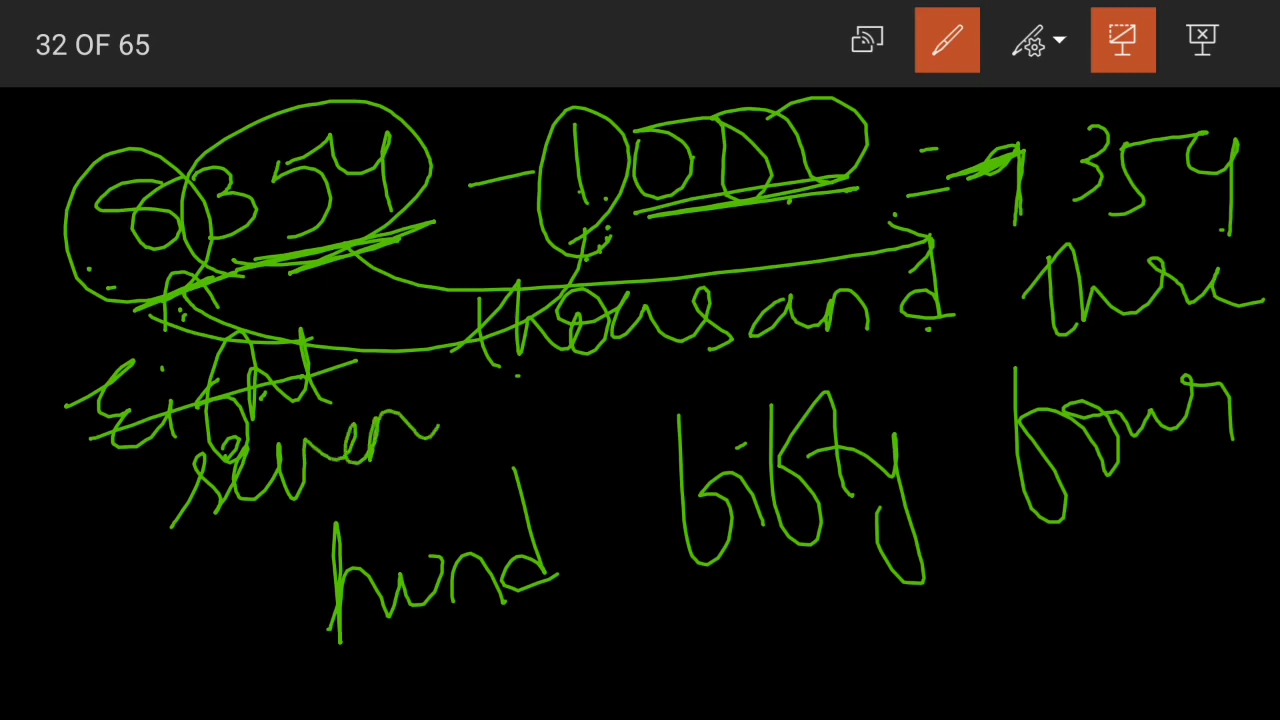 32 OF 65
8354 - 1000 = 7354
Eight thousand three
seven
hund fifty four